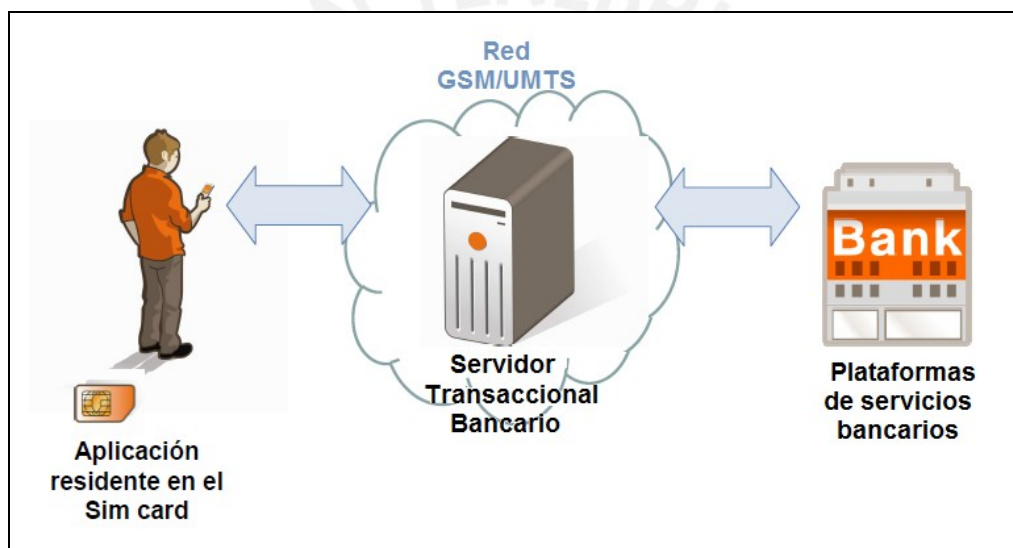 Red
GSM/UMTS
Bank
Servidor
Transaccional
Bancario
Plataformas
de servicios
bancarios
Aplicación
residente en el
Sim card